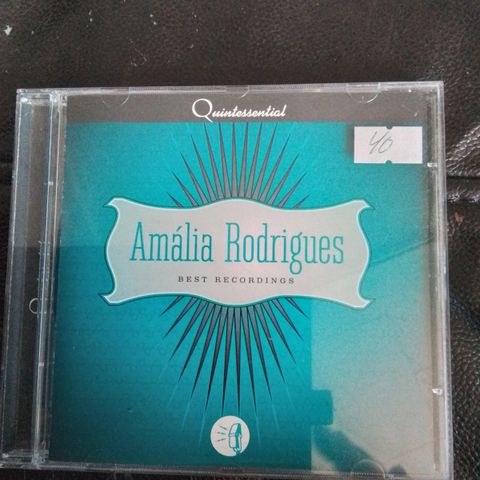 Quintessential
40
Amália Rodrigues
BEST RECORDINGS